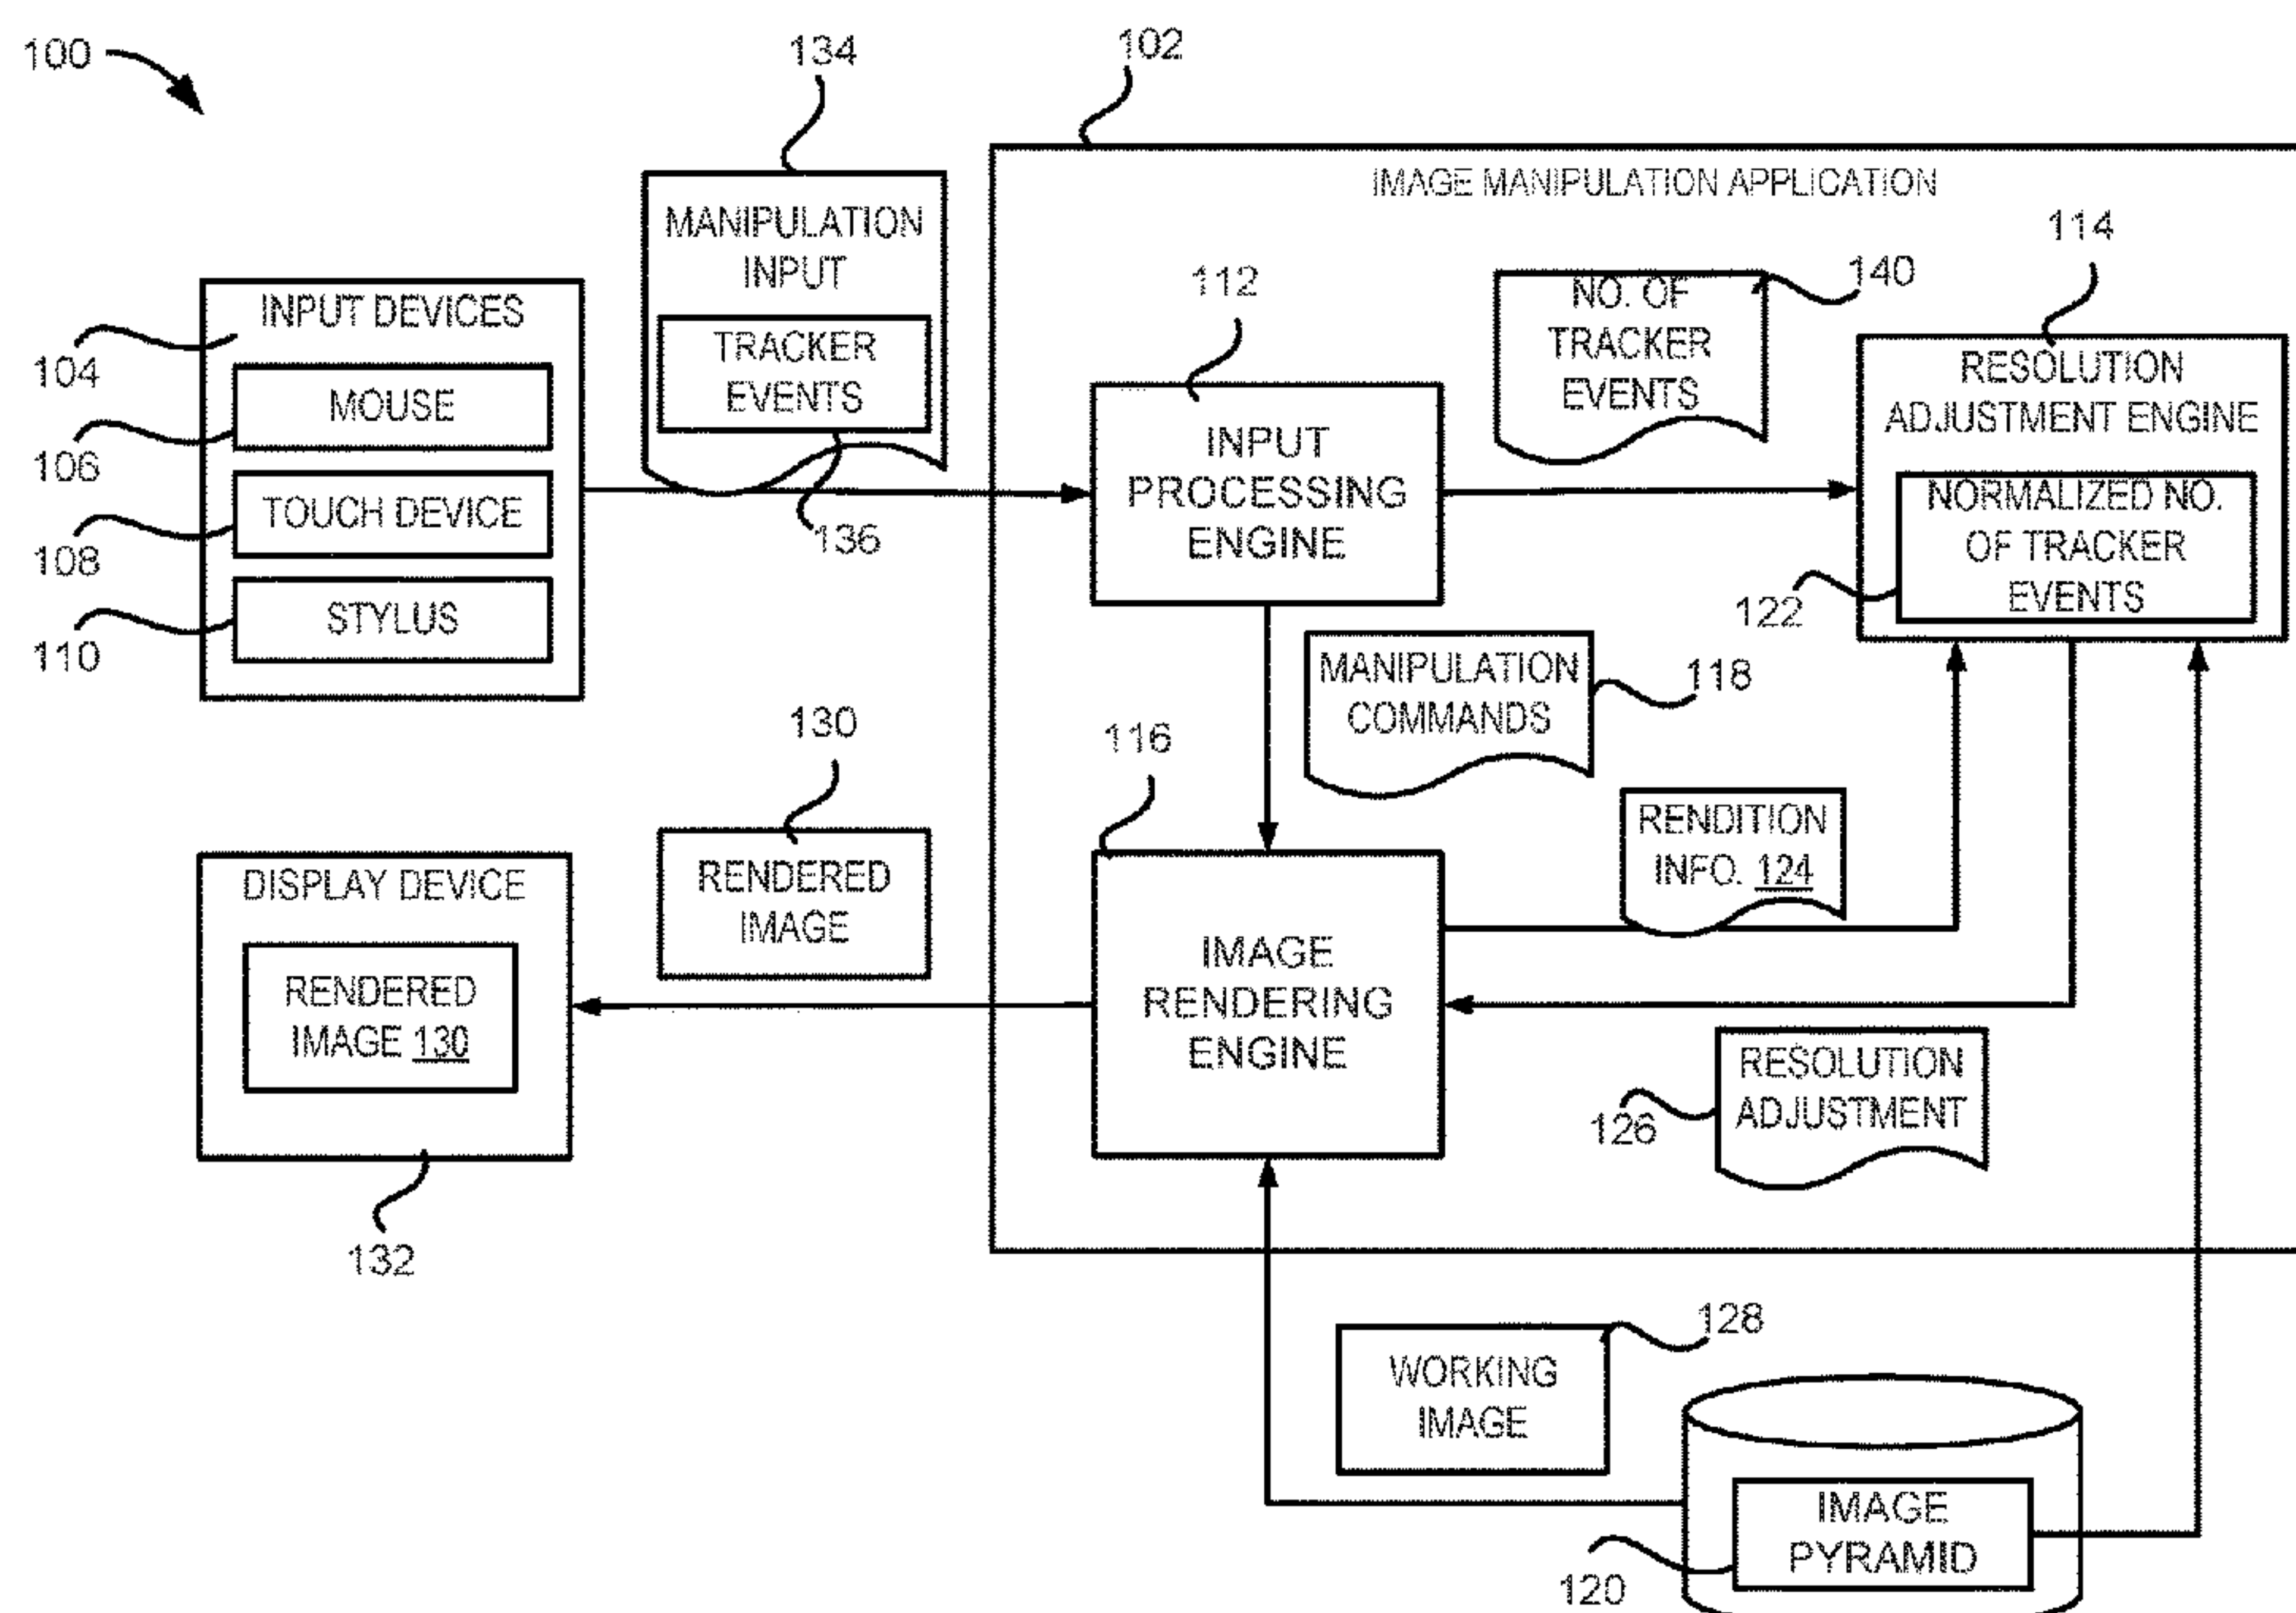 100
134
102
IMAGE MANIPULATION APPLICATION
MANIPULATION
INPUT
TRACKER
EVENTS
136
INPUT DEVICES
104
MOUSE
106
TOUCH DEVICE
108
STYLUS
110
112
INPUT
PROCESSING
ENGINE
NO. OF
TRACKER
EVENTS
140
114
RESOLUTION
ADJUSTMENT ENGINE
NORMALIZED NO.
OF TRACKER
EVENTS
122
MANIPULATION
COMMANDS
118
116
IMAGE
RENDERING
ENGINE
RENDITION
INFO. 124
RESOLUTION
ADJUSTMENT
126
130
RENDERED
IMAGE
DISPLAY DEVICE
RENDERED
IMAGE 130
132
WORKING
IMAGE
128
IMAGE
PYRAMID
120